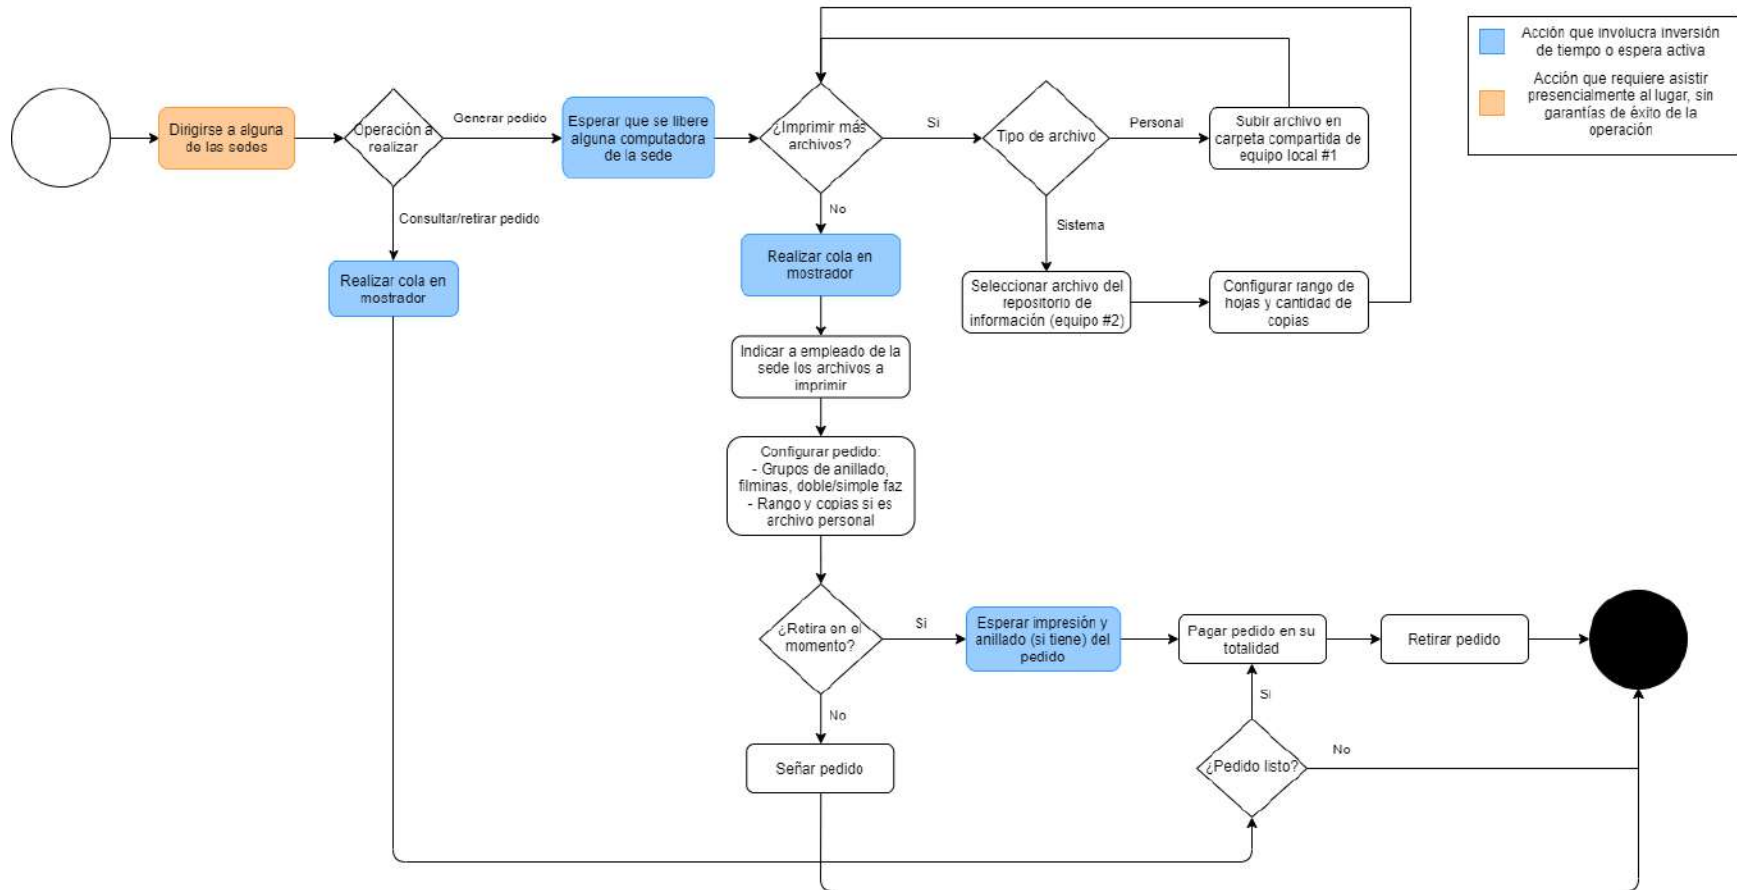 Acción que involucra inversión
de tiempo o espera activa
Acción que requiere asistir
presencialmente al lugar, sin
garantías de éxito de la
operación
Dirigirse a alguna
de las sedes
Operación a
realizar
Generar pedido
Consultar/retirar pedido
Realizar cola en
mostrador
Esperar que se libere
alguna computadora
de la sede
¿Imprimir más
archivos?
Si
No
Tipo de archivo
Personal
Sistema
Subir archivo en
carpeta compartida de
equipo local #1
Seleccionar archivo del
repositorio de
información (equipo #2)
Configurar rango de
hojas y cantidad de
copias
Realizar cola en
mostrador
Indicar a empleado de la
sede los archivos a
imprimir
Configurar pedido:
- Grupos de anillado,
filminas, doble/simple faz
- Rango y copias si es
archivo personal
¿Retira en el
momento?
Si
No
Esperar impresión y
anillado (si tiene) del
pedido
Pagar pedido en su
totalidad
Retirar pedido
Señar pedido
¿Pedido listo?
Si
No